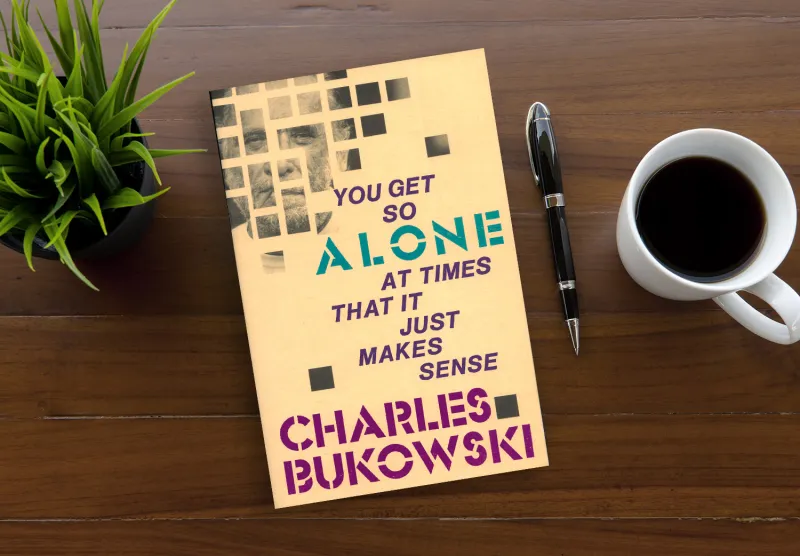 YOU GET
SO
ALONE
AT TIMES
THAT IT
JUST
MAKES
SENSE
CHARLES
BUKOWSKI